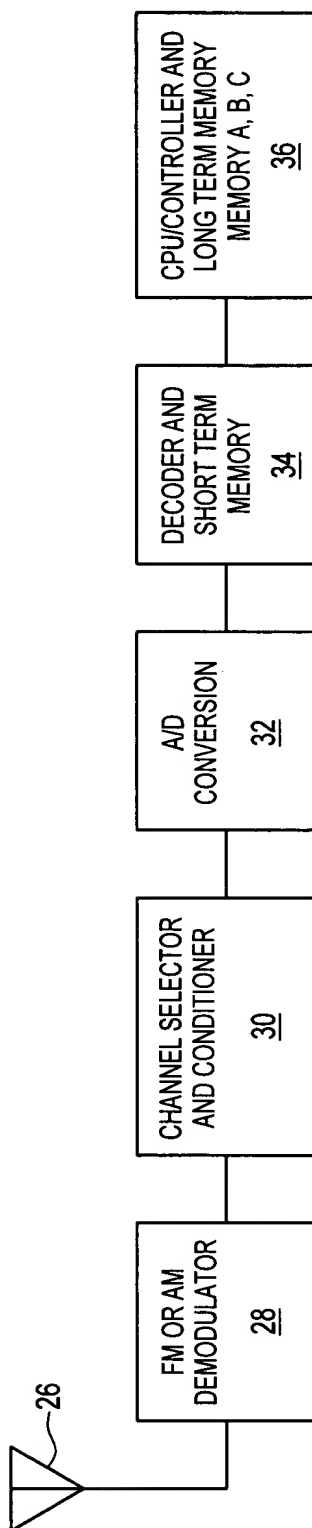 26
FM OR AM
DEMODULATOR
28
CHANNEL SELECTOR
AND CONDITIONER
30
A/D
CONVERSION
32
DECODER AND
SHORT TERM
MEMORY
34
CPU/CONTROLLER AND
LONG TERM MEMORY
MEMORY A, B, C
36